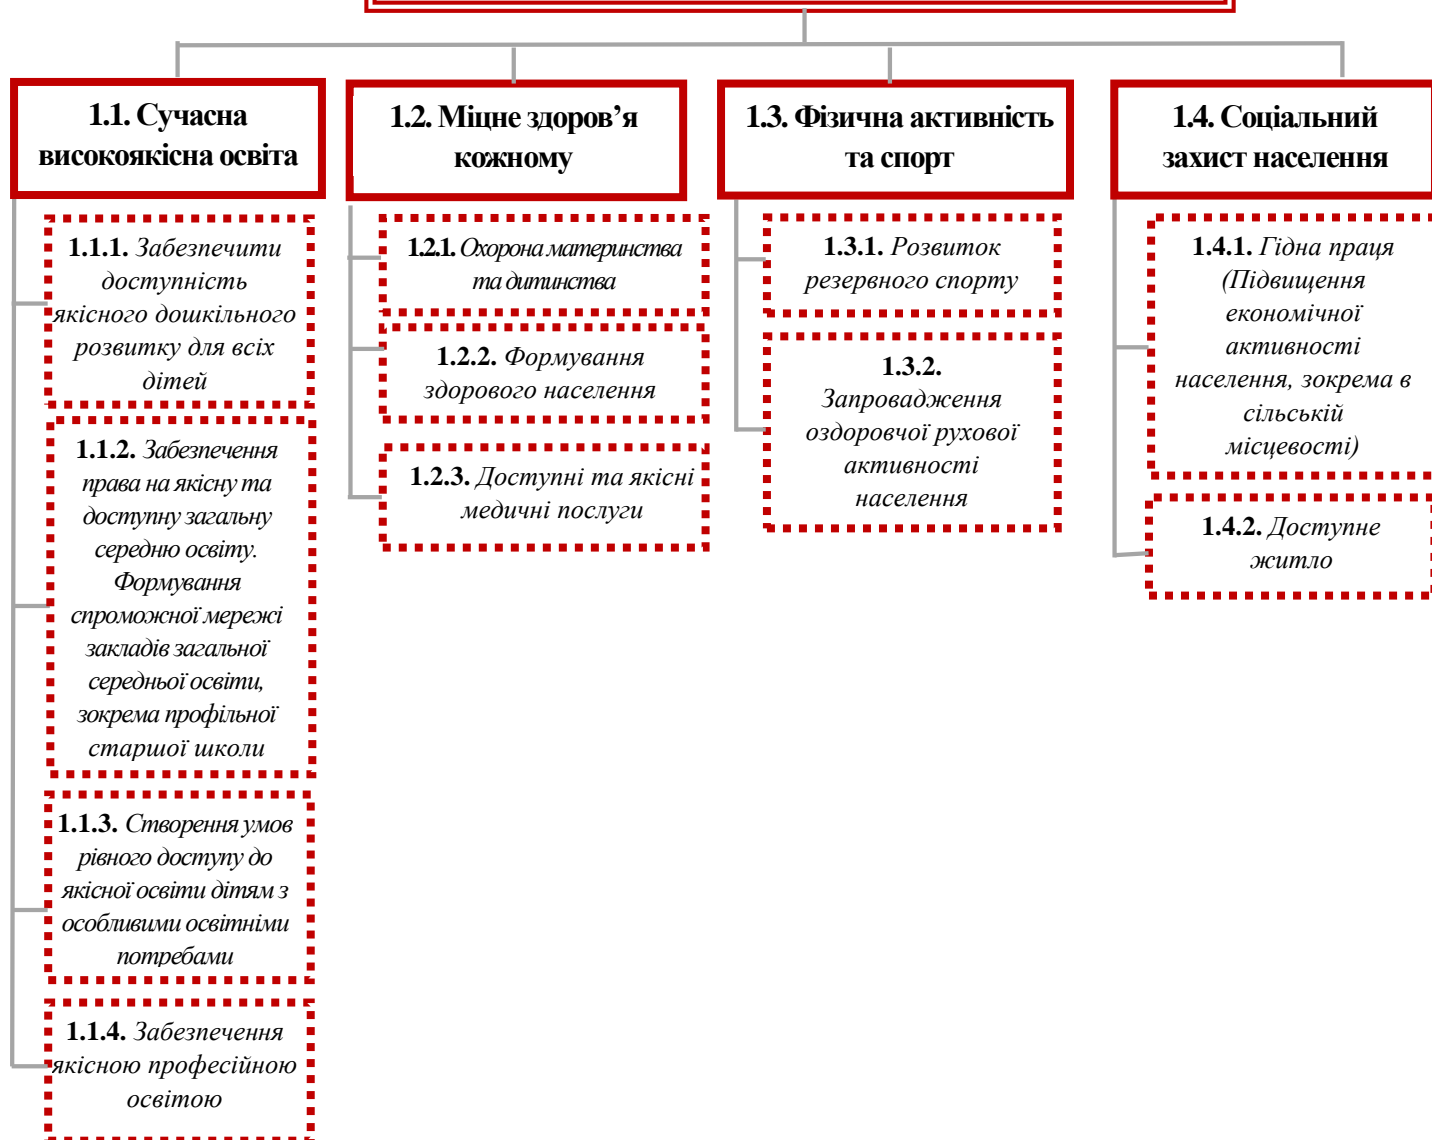 1.1. Сучасна
високоякісна освіта
1.1.1. Забезпечити
доступність
якісного дошкільного
розвитку для всіх
дітей
1.1.2. Забезпечення
права на якісну та
доступну загальну
середню освіту.
Формування
спроможної мережі
закладів загальної
середньої освіти,
зокрема профільної
старшої школи
1.1.3. Створення умов
рівного доступу до
якісної освіти дітям з
особливими освітніми
потребами
1.1.4. Забезпечення
якісною професійною
освітою
1.2. Міцне здоров’я
кожному
1.2.1. Охорона материнства
та дитинства
1.2.2. Формування
здорового населення
1.2.3. Доступні та якісні
медичні послуги
1.3. Фізична активність
та спорт
1.3.1. Розвиток
резервного спорту
1.3.2.
Запровадження
оздоровчої рухової
активності
населення
1.4. Соціальний
захист населення
1.4.1. Гідна праця
(Підвищення
економічної
активності
населення, зокрема в
сільській
місцевості)
1.4.2. Доступне
житло